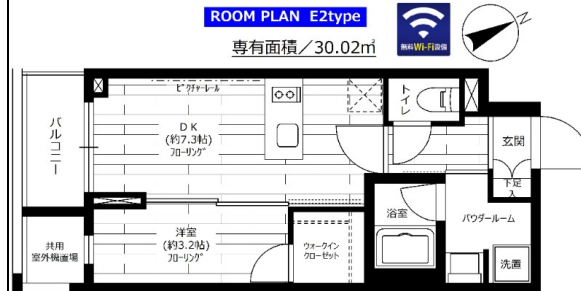 ROOM PLAN E2type
専有面積／30.02㎡
無料Wi-Fi設備
ピクチャーレール
トイレ
バルコニー
DK
(約7.3帖)
フローリング
玄関
下足入
浴室
パウダールーム
洋室
(約3.2帖)
フローリング
ウォークイン
クローゼット
共用
室外機置場
洗置